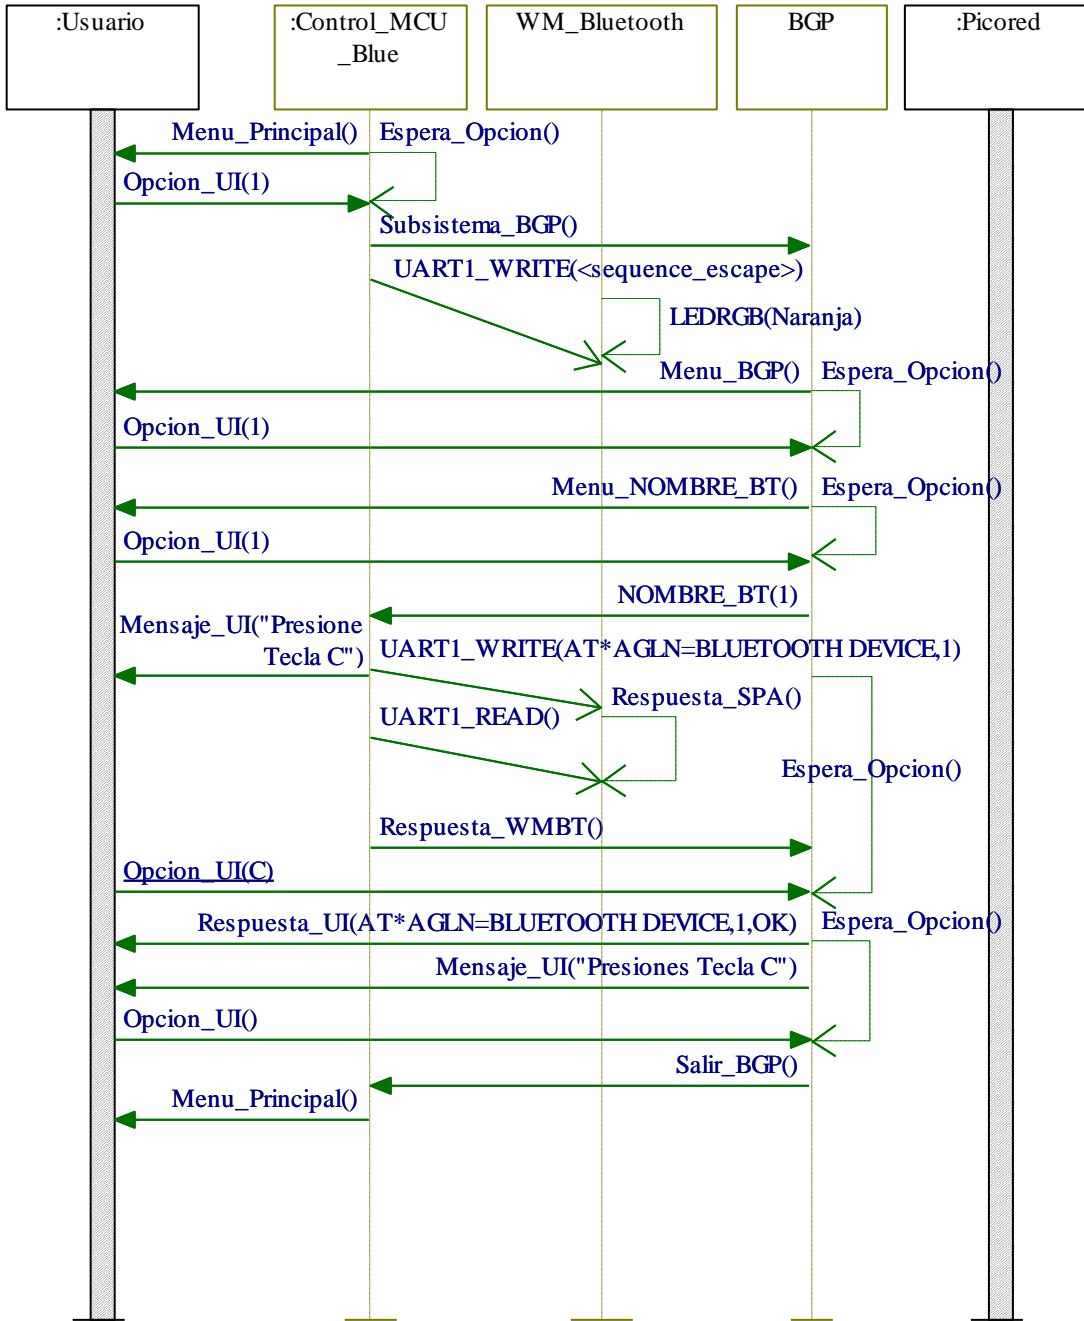 :Usuario
:Control_MCU
_Blue
WM_Bluetooth
BGP
:Picored
Menu_Principal()
Espera_Opcion()
Opcion_UI(1)
Subsistema_BGP()
UART1_WRITE(<sequence_escape>)
LEDRGB(Naranja)
Menu_BGP()
Espera_Opcion()
Opcion_UI(1)
Menu_NOMBRE_BT()
Espera_Opcion()
Opcion_UI(1)
NOMBRE_BT(1)
Mensaje_UI("Presione
Tecla C")
UART1_WRITE(AT*AGLN=BLUETOOTH DEVICE,1)
Respuesta_SPA()
UART1_READ()
Espera_Opcion()
Respuesta_WMBT()
Opcion_UI(C)
Respuesta_UI(AT*AGLN=BLUETOOTH DEVICE,1,OK)
Espera_Opcion()
Mensaje_UI("Presiones Tecla C")
Opcion_UI()
Salir_BGP()
Menu_Principal()